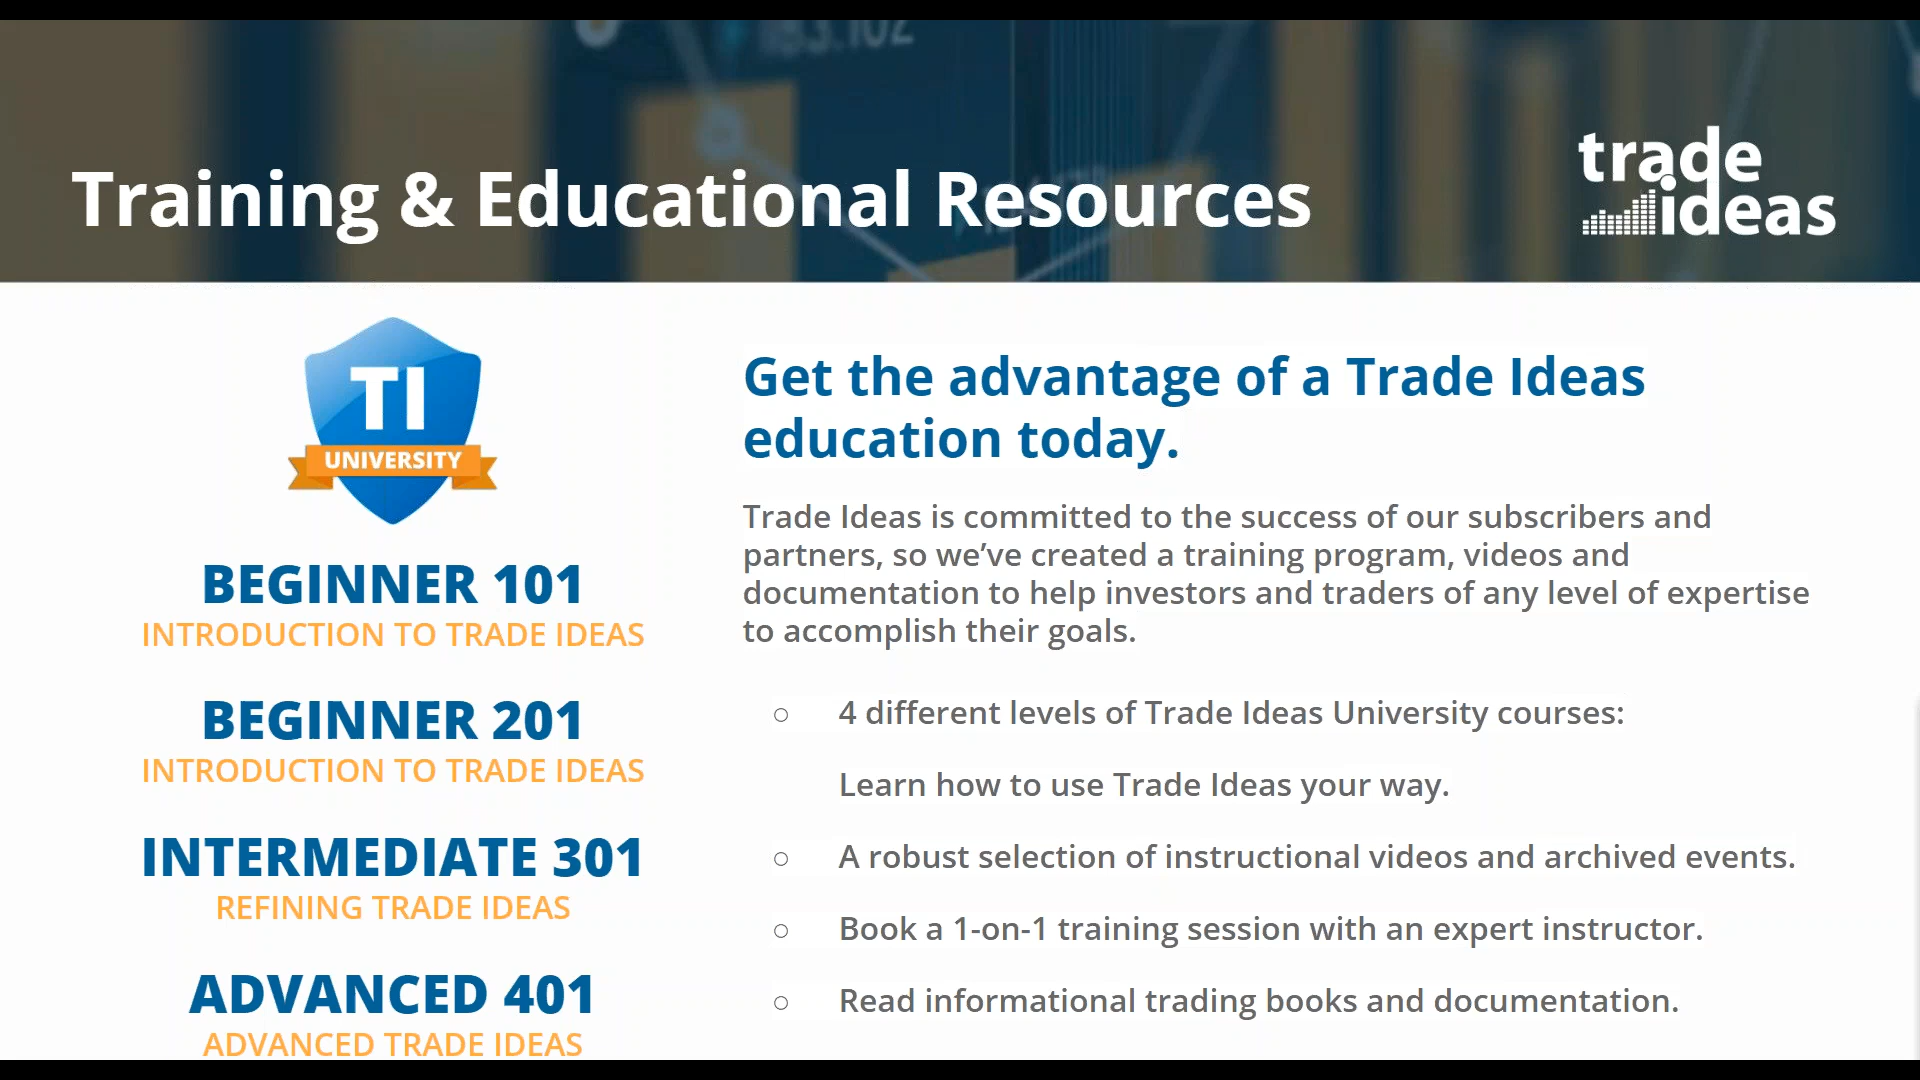 183.102
Training & Educational Resources
trade
ideas
TI
UNIVERSITY
BEGINNER 101
INTRODUCTION TO TRADE IDEAS
BEGINNER 201
INTRODUCTION TO TRADE IDEAS
INTERMEDIATE 301
REFINING TRADE IDEAS
ADVANCED 401
ADVANCED TRADE IDEAS
Get the advantage of a Trade Ideas
education today.
Trade Ideas is committed to the success of our subscribers and
partners, so we’ve created a training program, videos and
documentation to help investors and traders of any level of expertise
to accomplish their goals.
4 different levels of Trade Ideas University courses:
Learn how to use Trade Ideas your way.
A robust selection of instructional videos and archived events.
Book a 1-on-1 training session with an expert instructor.
Read informational trading books and documentation.